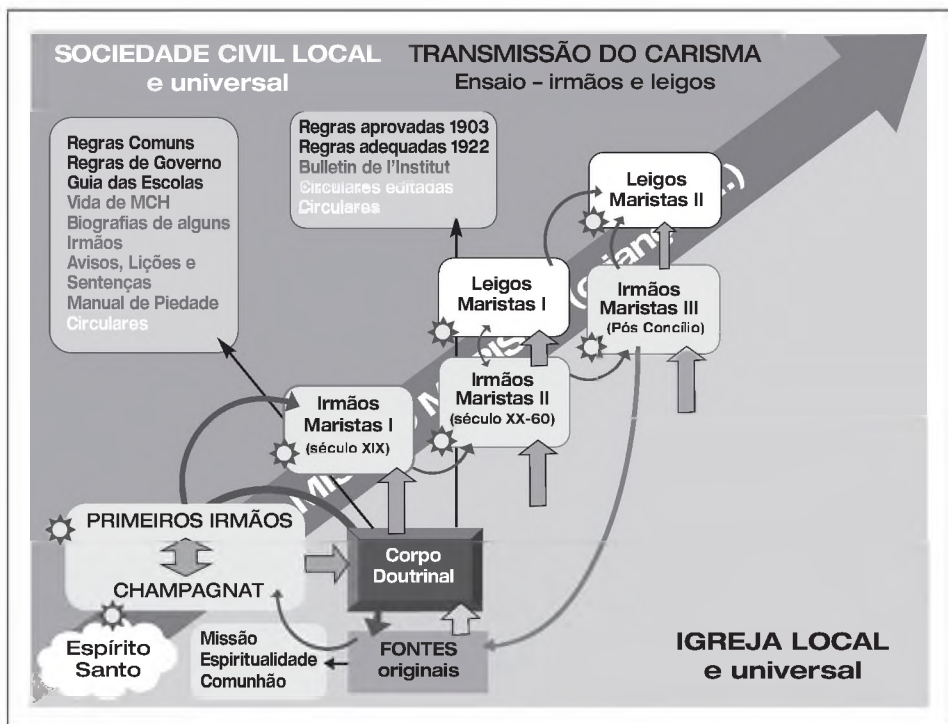 SOCIEDADE CIVIL LOCAL
e universal
TRANSMISSÃO DO CARISMA
Ensaio – irmãos e leigos
Regras Comuns
Regras de Governo
Guia das Escolas
Vida de MCH
Biografias de alguns
Irmãos
Avisos, Lições e
Sentenças
Manual de Piedade
Circulares
Regras aprovadas 1903
Regras adequadas 1922
Bulletin de l'Institut
Circulares editadas
Circulares
Leigos
Maristas II
Leigos
Maristas I
Irmãos
Maristas III
(Pós Concílio)
Irmãos
Maristas II
(século XX-60)
Irmãos
Maristas I
(século XIX)
PRIMEIROS IRMÃOS
CHAMPAGNAT
Corpo
Doutrinal
Espírito
Santo
Missão
Espiritualidade
Comunhão
FONTES
originais
IGREJA LOCAL
e universal